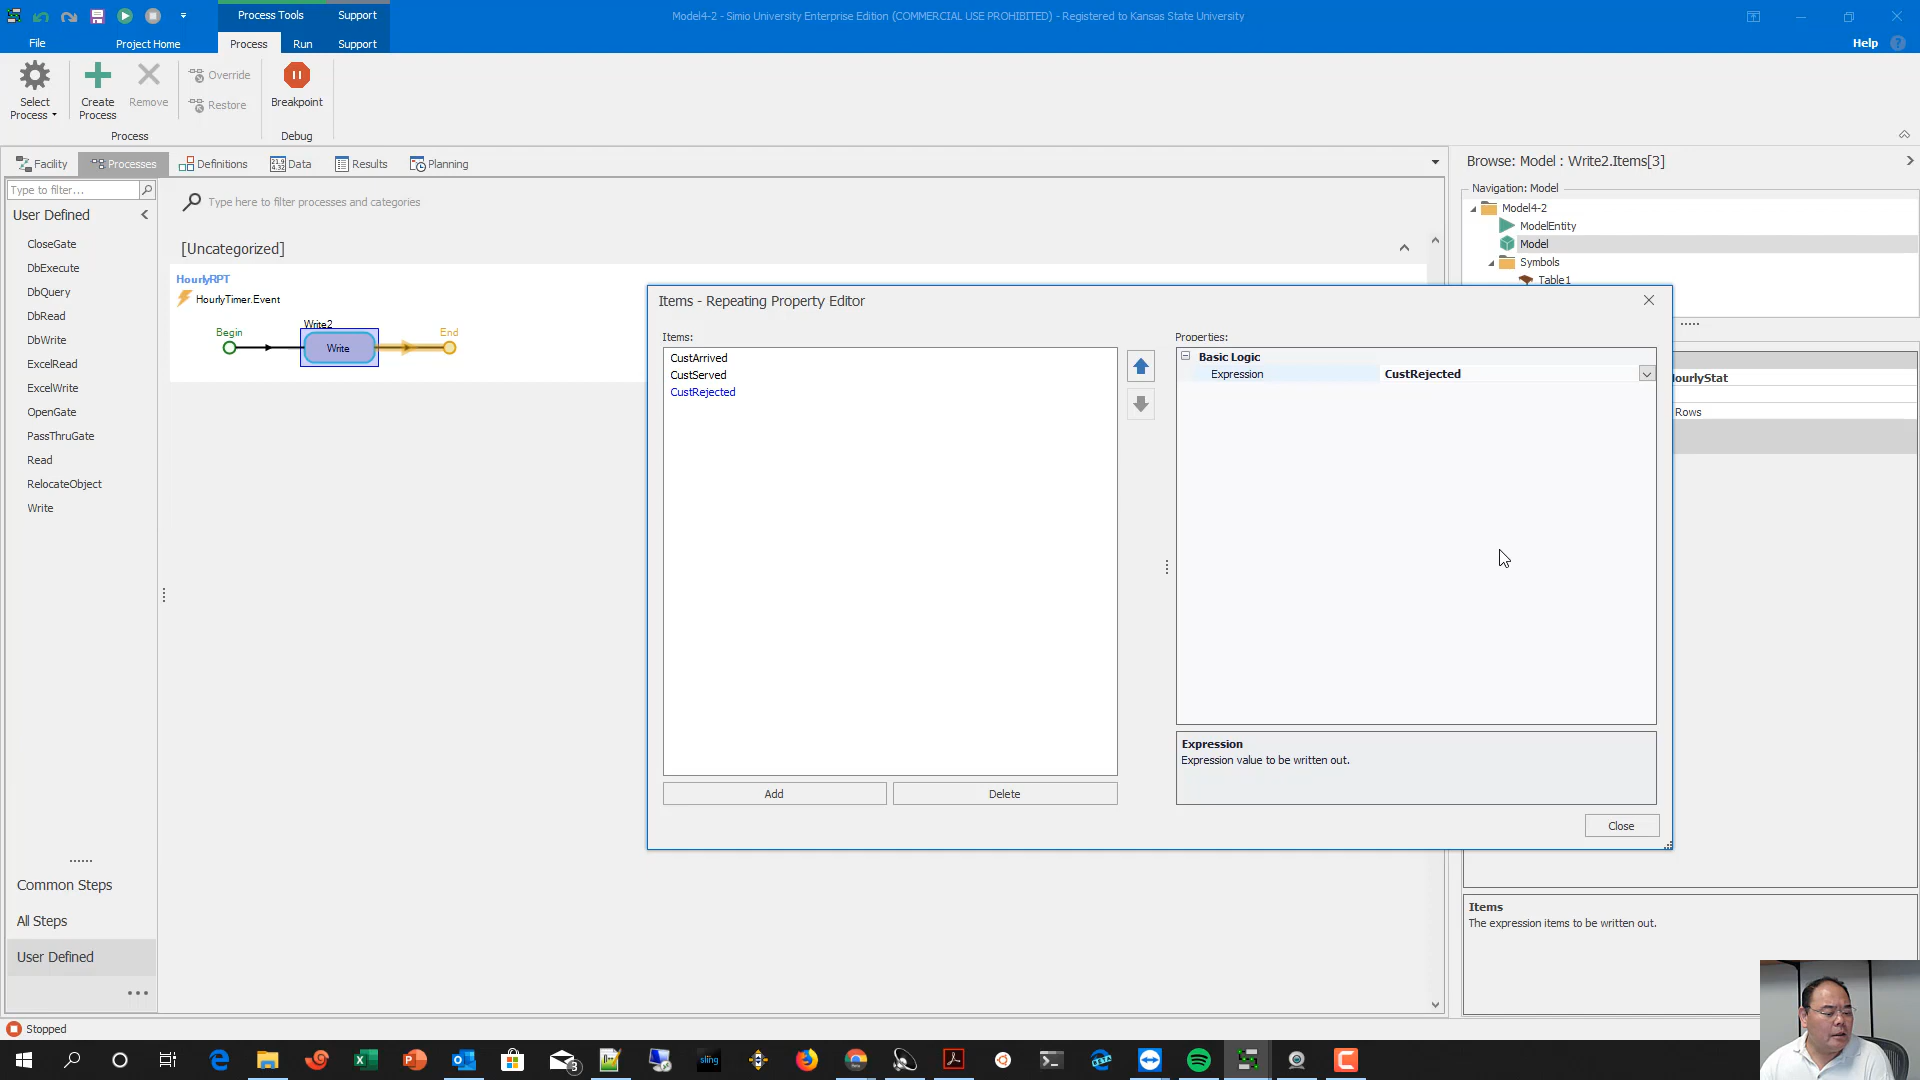 Process Tools
Support
Model4-2 - Simio University Enterprise Edition (COMMERCIAL USE PROHIBITED) - Registered to Kansas State University
File
Project Home
Process
Run
Support
Help
Select Process
Create Process
Remove
Override
Restore
Breakpoint
Process
Debug
Facility
Processes
Definitions
Data
Results
Planning
Browse: Model : Write2.Items[3]
Type to filter...
Type here to filter processes and categories
Navigation: Model
Model4-2
ModelEntity
Model
Symbols
Table1
User Defined
CloseGate
DbExecute
DbQuery
DbRead
DbWrite
ExcelRead
ExcelWrite
OpenGate
PassThruGate
Read
RelocateObject
Write
[Uncategorized]
HourlyRPT
HourlyTimer.Event
Begin
Write2
Write
End
Items - Repeating Property Editor
Items:
CustArrived
CustServed
CustRejected
Properties:
Basic Logic
Expression
CustRejected
Expression
Expression value to be written out.
Add
Delete
Close
ourlyStat
Rows
Items
The expression items to be written out.
Common Steps
All Steps
User Defined
Stopped
sling
BETA
3